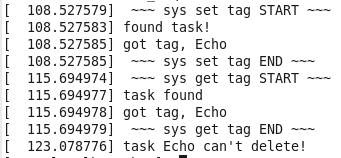 [  108.527579]  ~~~ sys set tag START ~~~
[  108.527583] found task!
[  108.527585] got tag, Echo
[  108.527585]  ~~~ sys set tag END ~~~
[  115.694974]  ~~~ sys get tag START ~~~
[  115.694977] task found
[  115.694978] got tag, Echo
[  115.694979]  ~~~ sys get tag END ~~~
[  123.078776] task Echo can't delete!